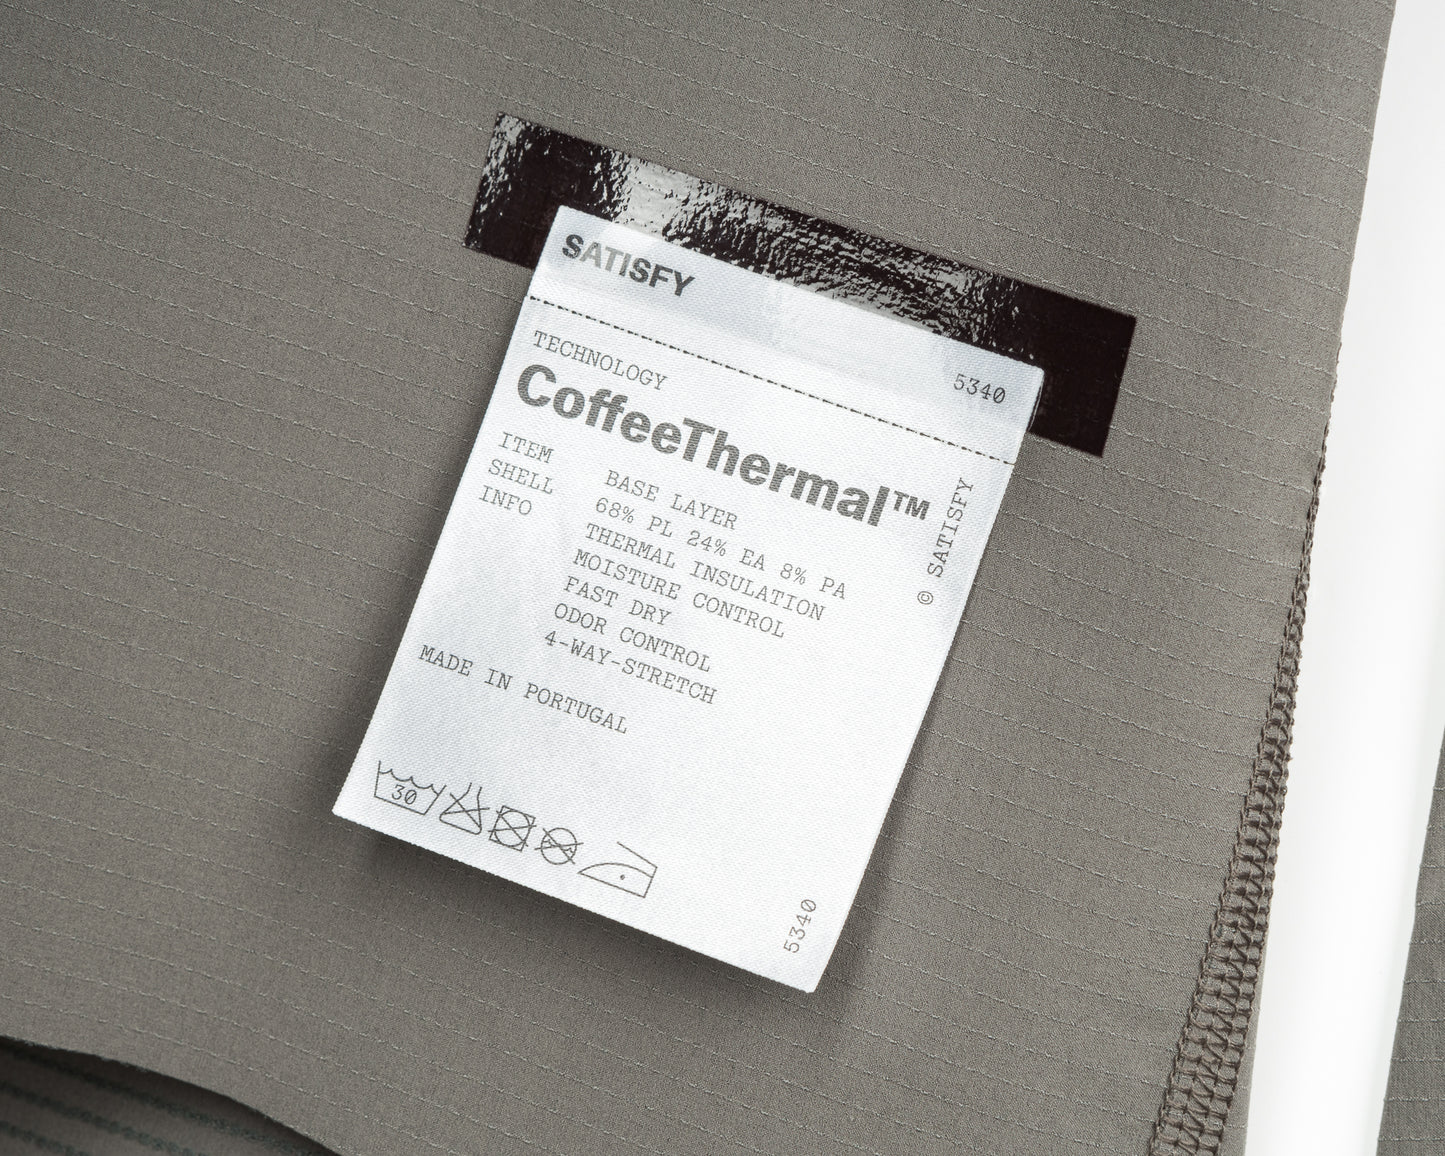 SATISFY
5340
TECHNOLOGY
CoffeeThermal™
ITEM BASE LAYER
SHELL 68% PL 24% EA 8% PA
INFO THERMAL INSULATION
MOISTURE CONTROL
FAST DRY
ODOR CONTROL
4-WAY-STRETCH
MADE IN PORTUGAL
© SATISFY
30
5340